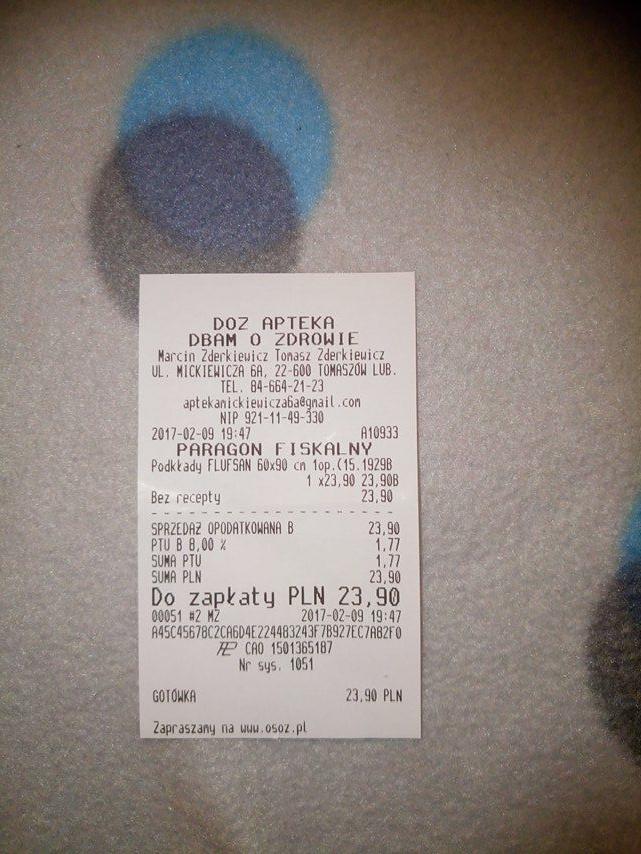 DOZ APTEKA
DBAM O ZDROWIE
Marcin Zderkiewicz Tomasz Zderkiewicz
UL. MICKIEWICZA 6A, 22-600 TOMASZÓW LUB.
TEL. 84-664-21-23
aptekamickiewicza6a@gmail.com
NIP 921-11-49-330
2017-02-09 19:47 A10933
PARAGON FISKALNY
Podkłady FLUFSAN 60x90 cm 1op.(15.1929B
1 x23,90 23,90B
Bez recepty 23,90
SPRZEDAŻ OPODATKOWANA B 23,90
PTU B 8,00 % 1,77
SUMA PTU 1,77
SUMA PLN 23,90
Do zapłaty PLN 23,90
00051 #2 MZ 2017-02-09 19:47
A45C45678C2CA6D4E224483243F7B927EC7A82F0
CAO 1501365187
Nr sys. 1051
GOTÓWKA 23,90 PLN
Zapraszamy na www.osoz.pl